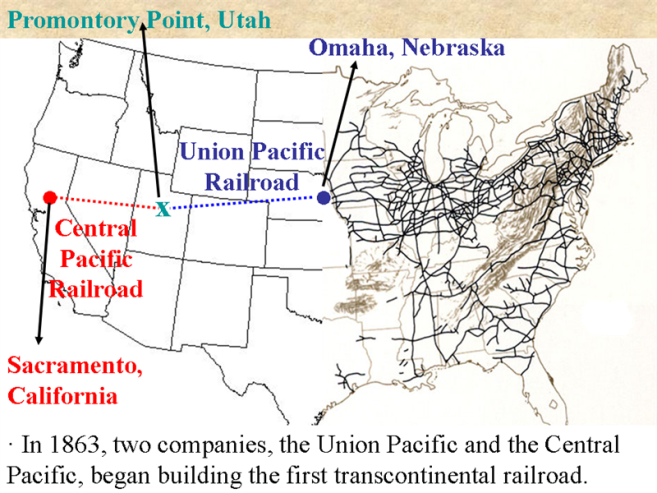 Promontory Point, Utah
Omaha, Nebraska
Union Pacific
Railroad
x
Central
Pacific
Railroad
Sacramento,
California
· In 1863, two companies, the Union Pacific and the Central
Pacific, began building the first transcontinental railroad.